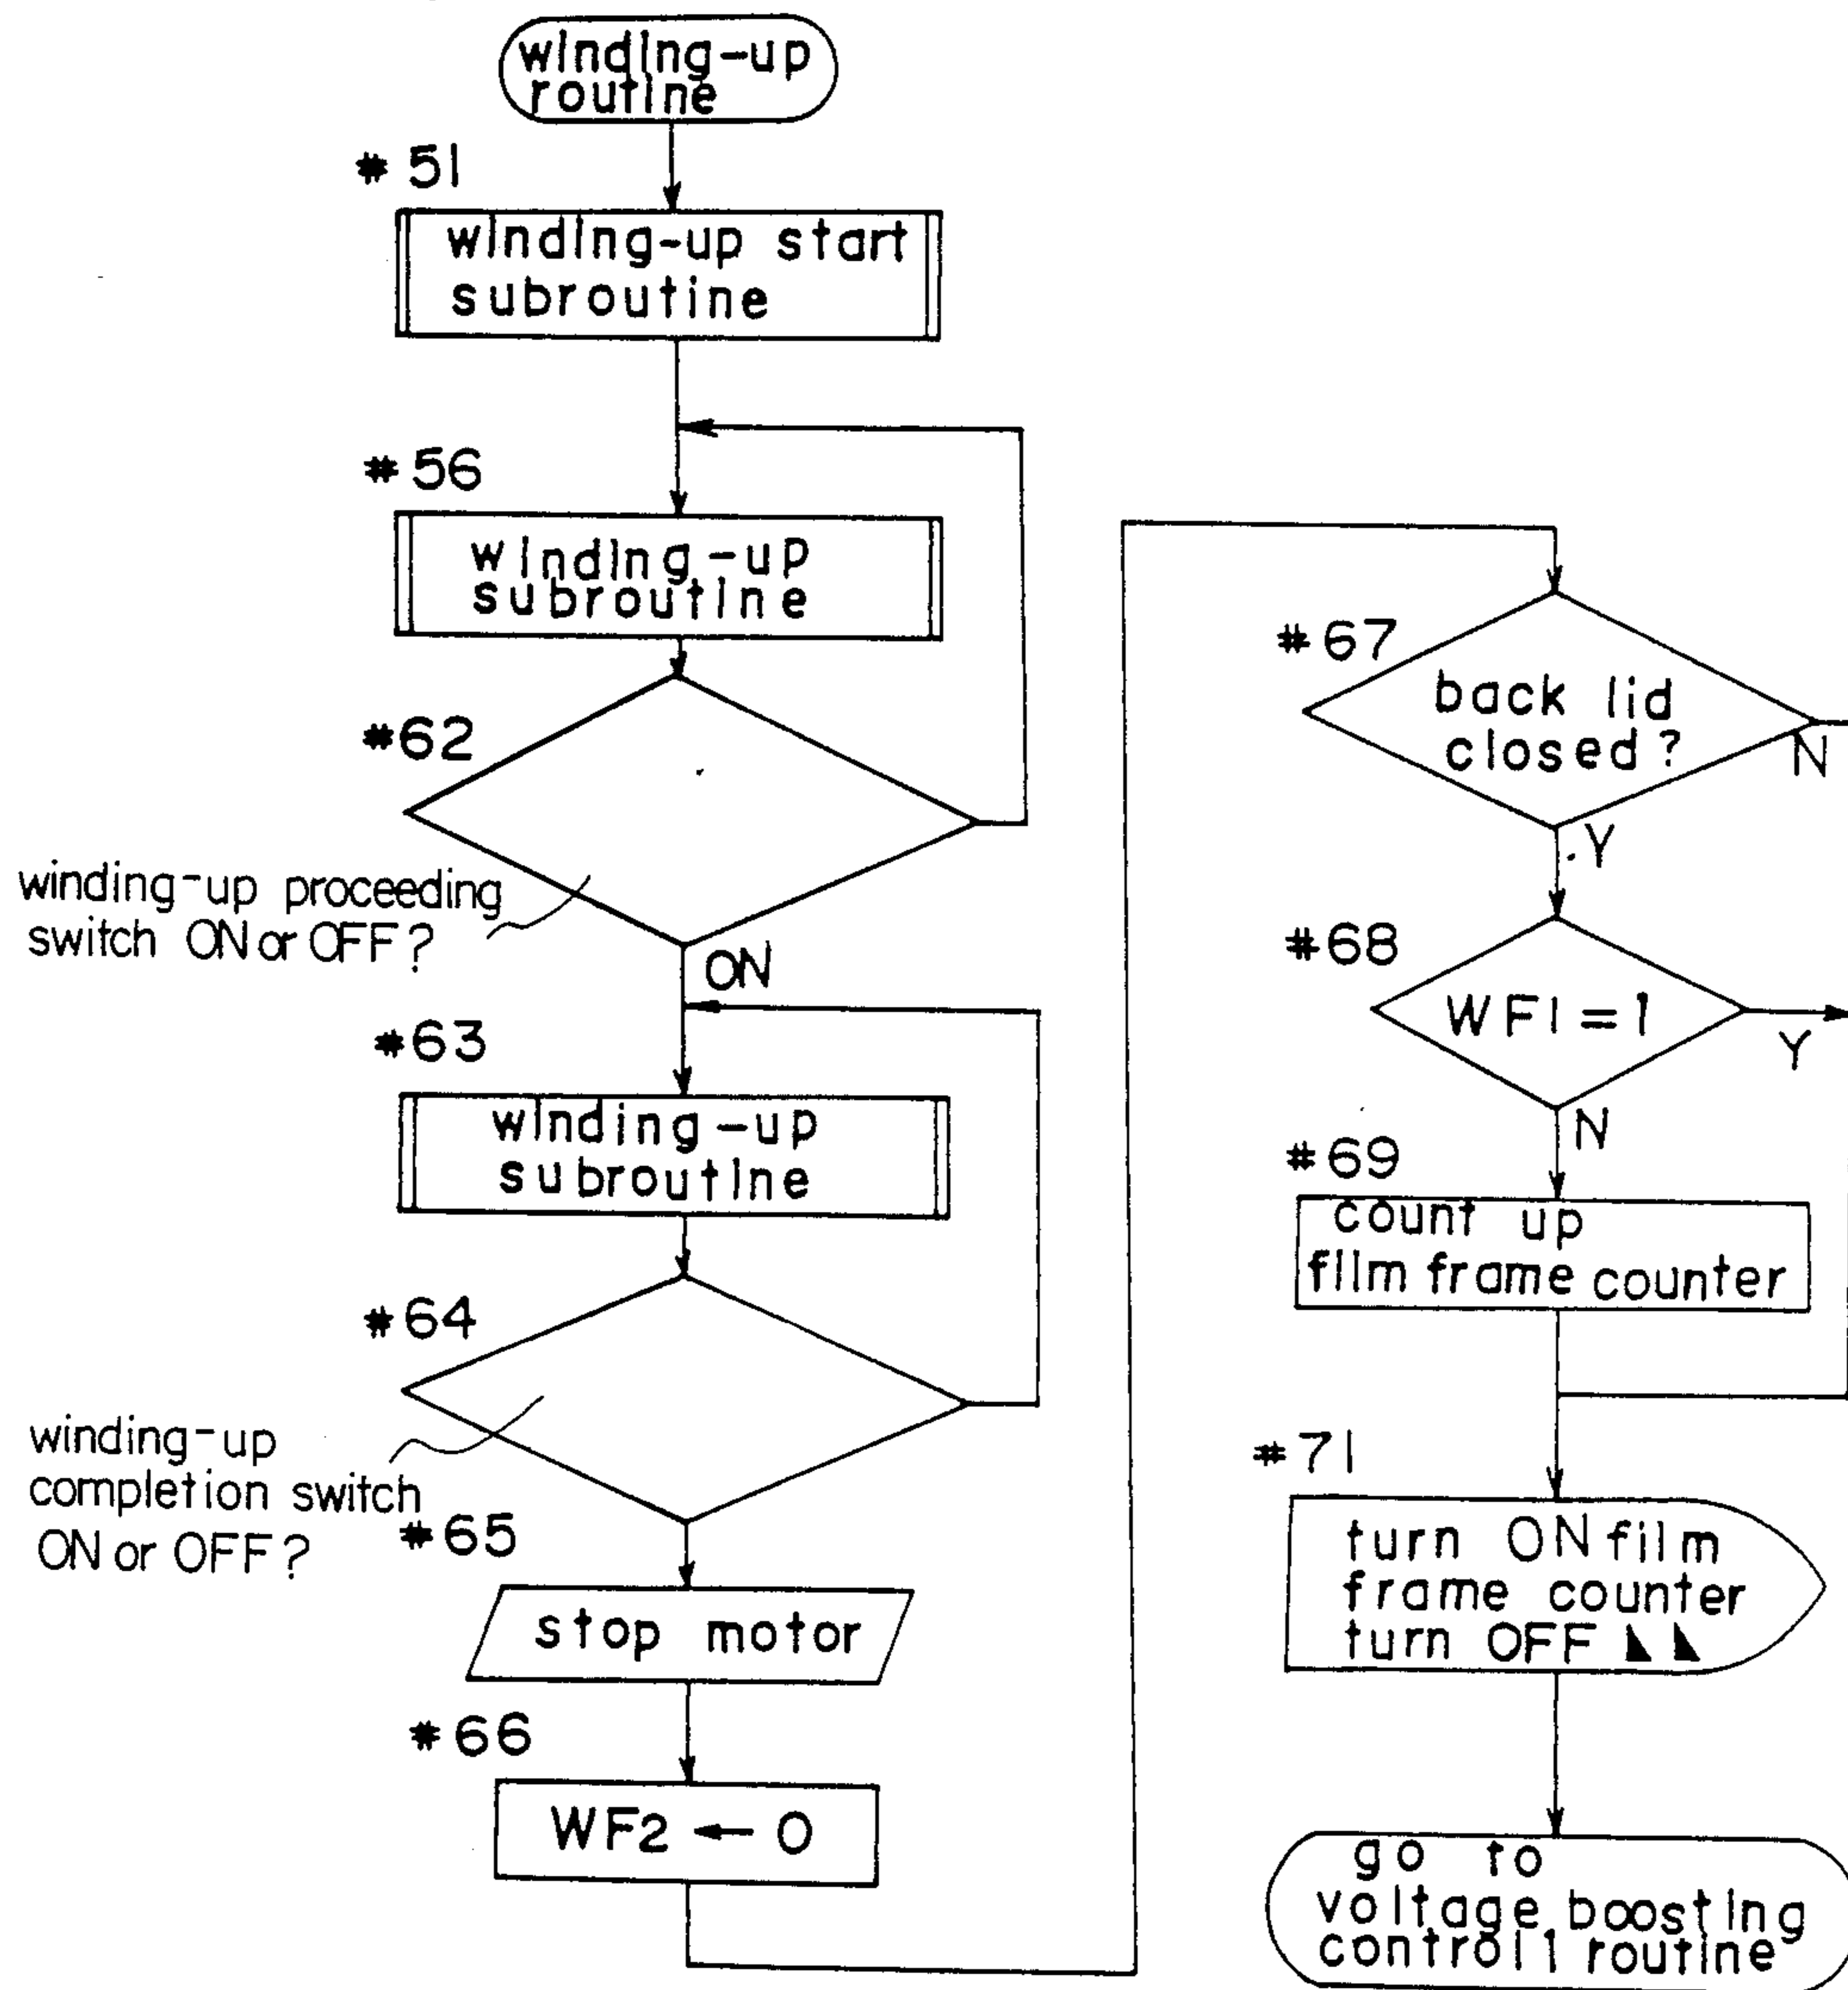 winding-up
routine
#51
winding-up start
subroutine
#56
winding-up
subroutine
#62
winding-up proceeding
switch ON or OFF?
ON
#63
winding-up
subroutine
#64
winding-up
completion switch
ON or OFF?
#65
stop motor
#66
WF2 ← 0
#67
back lid
closed?
N
Y
#68
WF1 = 1
Y
N
#69
count up
film frame counter
#71
turn ON film
frame counter
turn OFF
go to
voltage boosting
control 1 routine